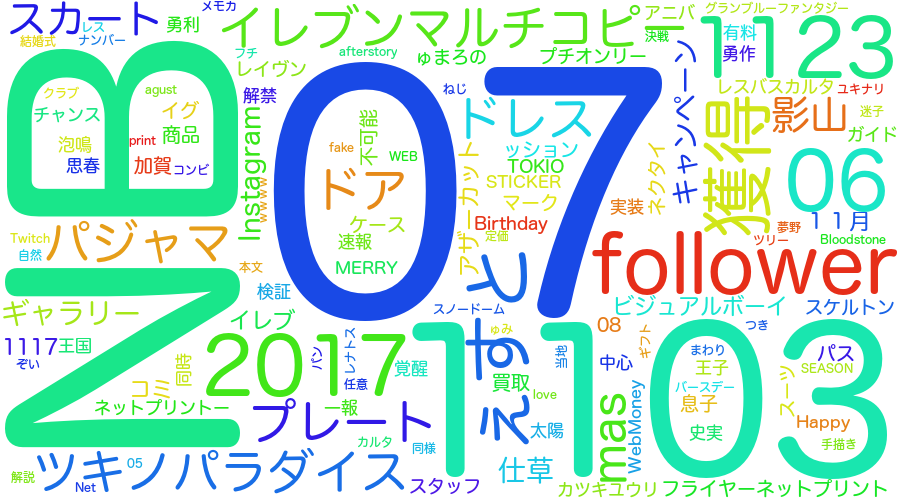 スカート
メモカ
勇利
イレブンマルチコピー
アニバ
グランブルーファンタジー
結婚式
レス
ナンバー
決戦
有料
1123
プチ
afterstory
ゅまろの
プチオンリー
勇作
レイヴン
解禁
ねじ
キャンペーン
レスバスカルタ
ユキナリ
B
クラブ
agust
チャンス
イグ
07
ドレス
獲得
影山
迷子
泡鳴
print
商品
Instagram
不可能
fake
WEB
アザーカット
ッション
TOKIO
ガイド
思春
加賀
コンビ
ドア
STICKER
ネクタイ
06
www
マーク
実装
11月
Twitch
パジャマ
ケース
Birthday
夢野
自然
速報
定価
follower
ツリー
Bloodstone
本文
MERRY
と
N
検証
ビジュアルボーイ
スケルトン
ギャラリー
スノードーム
イレブ
すえ
ゅみ
08
ギフト
つき
1117
王国
同時
2017
パン
レナトス
1103
当地
まわり
パス
ぞい
任意
覚醒
中心
王子
SEASON
コミ
買取
love
バースデー
スーツ
ネットプリントー
一報
mas
WebMoney
息子
Happy
プレート
太陽
史実
手描き
カルタ
同様
ツキノパラダイス
05
仕草
解説
Net
スタッフ
カツキユウリ
フライヤーネットプリント